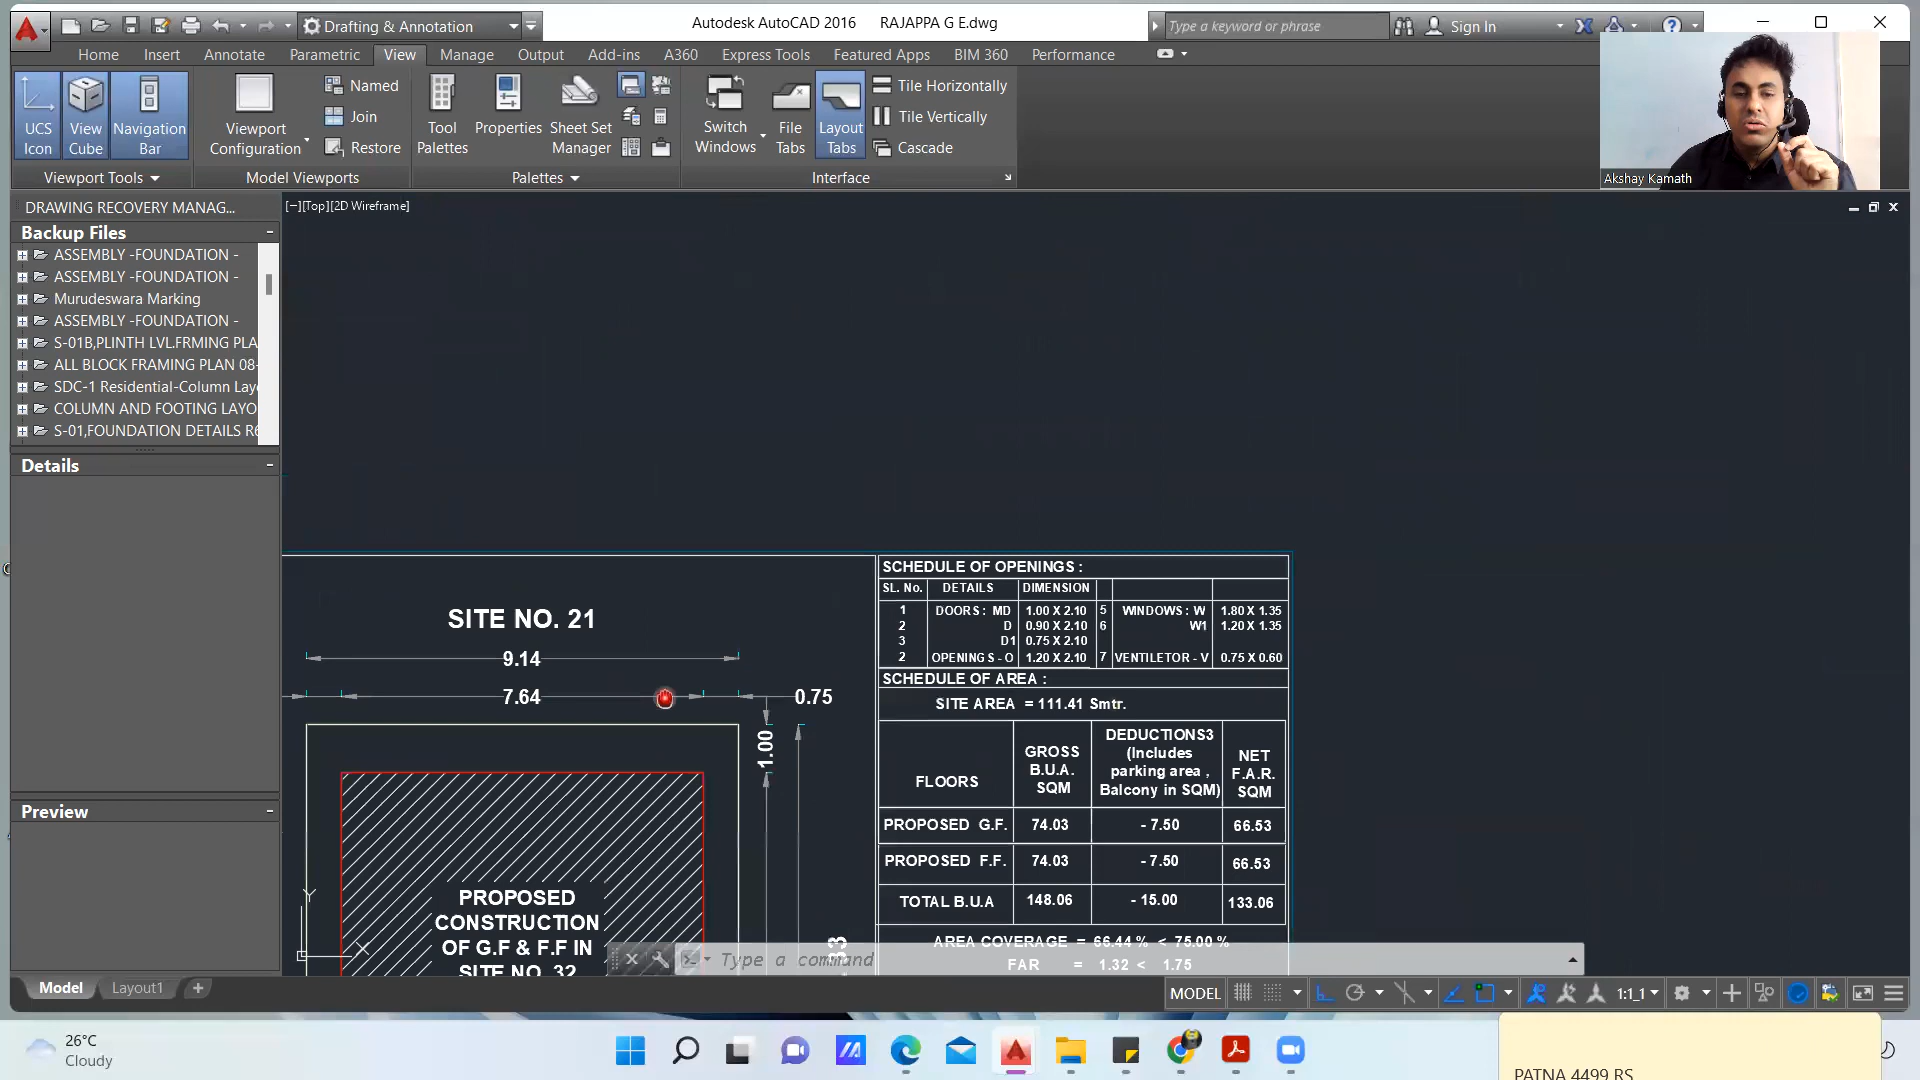 Drafting & Annotation
Autodesk AutoCAD 2016 RAJAPPA G E.dwg
Type a keyword or phrase
Sign In
Home Insert Annotate Parametric View Manage Output Add-ins A360 Express Tools Featured Apps BIM 360 Performance
UCS Icon
View Cube
Navigation Bar
Viewport Configuration
Named
Join
Restore
Tool Palettes
Properties
Sheet Set Manager
Switch Windows
File Tabs
Layout Tabs
Tile Horizontally
Tile Vertically
Cascade
Viewport Tools Model Viewports Palettes Interface
Akshay Kamath
DRAWING RECOVERY MANAG...
[−][Top][2D Wireframe]
Backup Files
ASSEMBLY -FOUNDATION -
ASSEMBLY -FOUNDATION -
Murudeswara Marking
ASSEMBLY -FOUNDATION -
S-01B,PLINTH LVL.FRMING PLA
ALL BLOCK FRAMING PLAN 08-
SDC-1 Residential-Column Lay
COLUMN AND FOOTING LAYO
S-01,FOUNDATION DETAILS R6
Details
Preview
SITE NO. 21
9.14
7.64
0.75
1.00
PROPOSED
CONSTRUCTION
OF G.F & F.F IN
SITE NO. 32
Y
X
SCHEDULE OF OPENINGS :
SL. No. DETAILS DIMENSION
1 DOORS : MD 1.00 X 2.10 5 WINDOWS : W 1.80 X 1.35
2 D 0.90 X 2.10 6 W1 1.20 X 1.35
3 D1 0.75 X 2.10
2 OPENINGS - O 1.20 X 2.10 7 VENTILETOR - V 0.75 X 0.60
SCHEDULE OF AREA :
SITE AREA = 111.41 Smtr.
FLOORS
GROSS B.U.A. SQM
DEDUCTIONS3 (Includes parking area , Balcony in SQM)
NET F.A.R. SQM
PROPOSED G.F. 74.03 - 7.50 66.53
PROPOSED F.F. 74.03 - 7.50 66.53
TOTAL B.U.A 148.06 - 15.00 133.06
AREA COVERAGE = 66.44 % < 75.00 %
FAR = 1.32 < 1.75
Type a command
Model Layout1 +
MODEL
1:1_1
26°C
Cloudy
PATNA 4499 RS